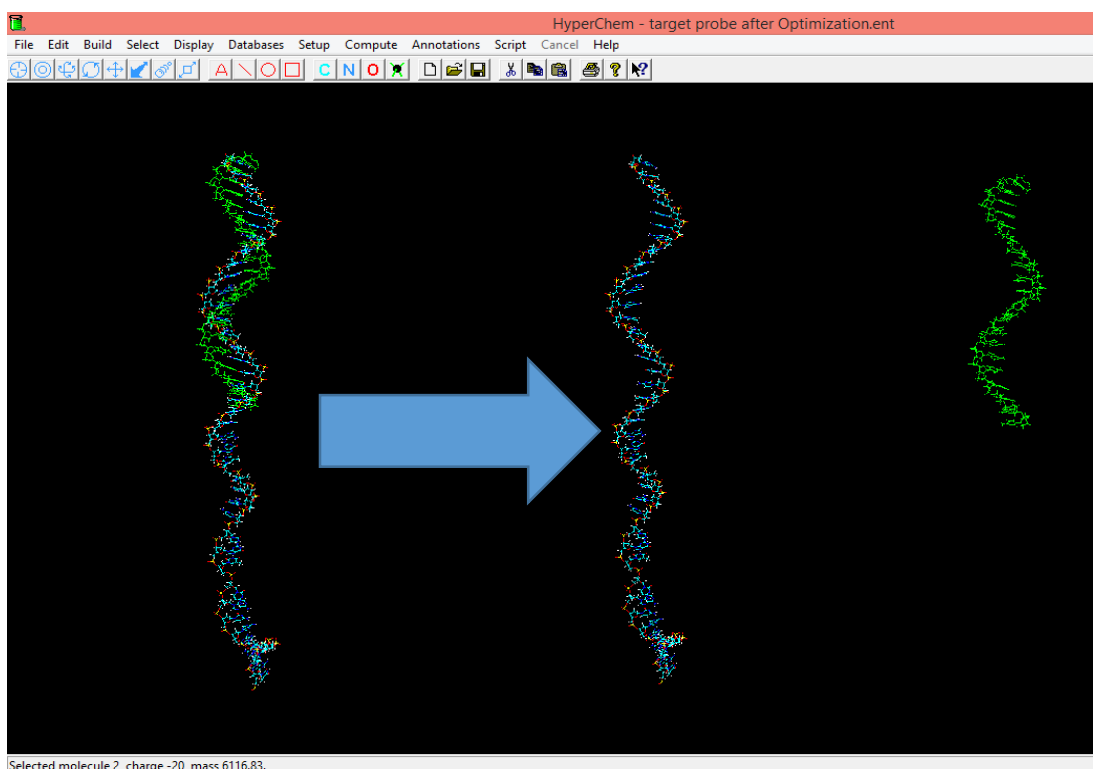 HyperChem - target probe after Optimization.ent
File Edit Build Select Display Databases Setup Compute Annotations Script Cancel Help
A C N O
Selected molecule 2 charge -20 mass 6116.83.